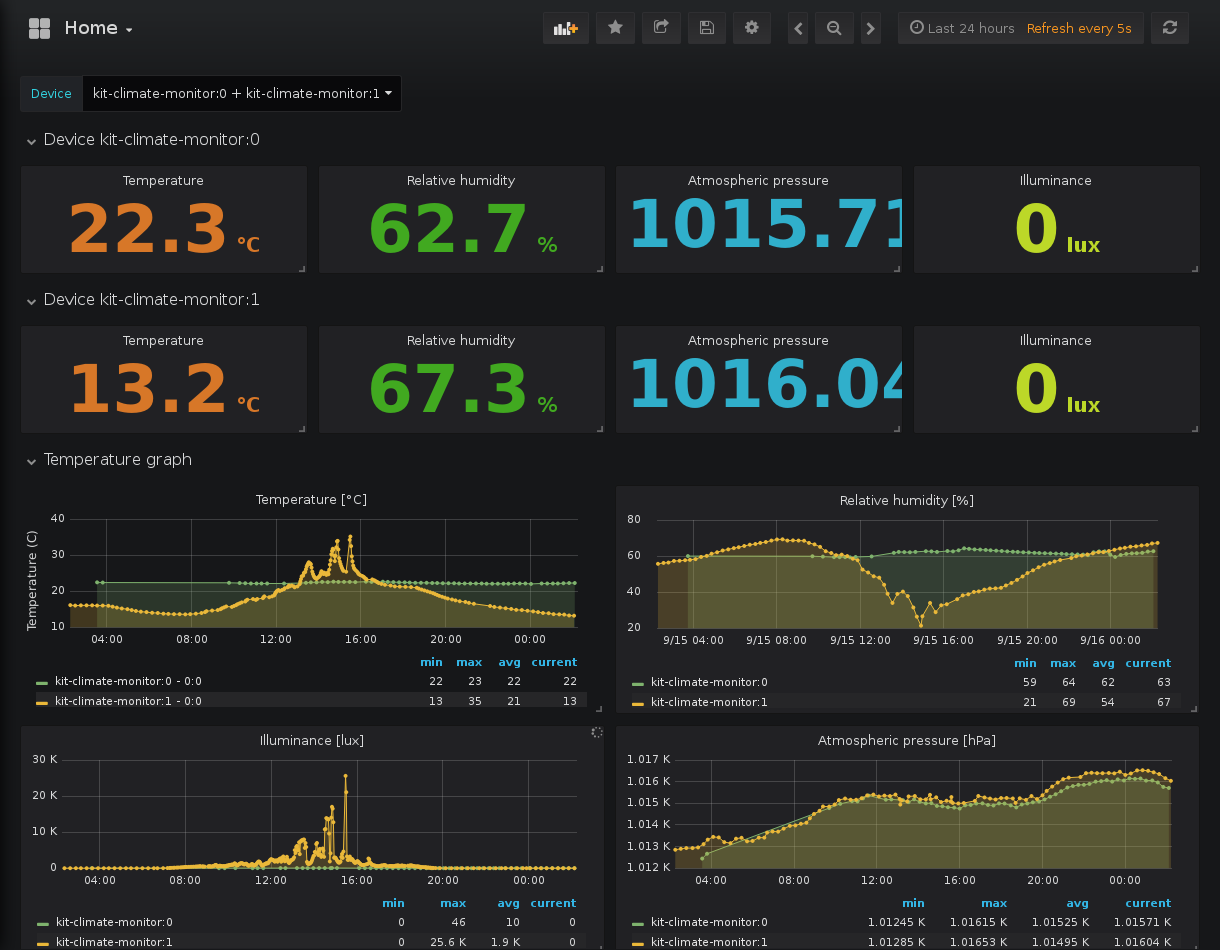 Home
Last 24 hours Refresh every 5s
Device kit-climate-monitor:0 + kit-climate-monitor:1
Device kit-climate-monitor:0
Temperature Relative humidity Atmospheric pressure Illuminance
22.3 °C 62.7 % 1015.71 0 lux
Device kit-climate-monitor:1
Temperature Relative humidity Atmospheric pressure Illuminance
13.2 °C 67.3 % 1016.04 0 lux
Temperature graph
Temperature [°C]
Temperature (C)
40
30
20
10
04:00 08:00 12:00 16:00 20:00 00:00
min max avg current
kit-climate-monitor:0 - 0:0 22 23 22 22
kit-climate-monitor:1 - 0:0 13 35 21 13
Relative humidity [%]
80
60
40
20
9/15 04:00 9/15 08:00 9/15 12:00 9/15 16:00 9/15 20:00 9/16 00:00
min max avg current
kit-climate-monitor:0 59 64 62 63
kit-climate-monitor:1 21 69 54 67
Illuminance [lux]
30 K
20 K
10 K
0
04:00 08:00 12:00 16:00 20:00 00:00
min max avg current
kit-climate-monitor:0 0 46 10 0
kit-climate-monitor:1 0 25.6 K 1.9 K 0
Atmospheric pressure [hPa]
1.017 K
1.016 K
1.015 K
1.014 K
1.013 K
1.012 K
04:00 08:00 12:00 16:00 20:00 00:00
min max avg current
kit-climate-monitor:0 1.01245 K 1.01615 K 1.01525 K 1.01571 K
kit-climate-monitor:1 1.01285 K 1.01653 K 1.01495 K 1.01604 K